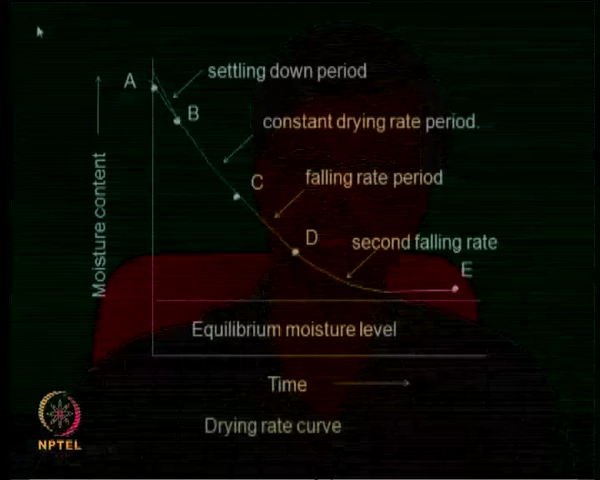 A
settling down period
B
constant drying rate period.
C
falling rate period
D
second falling rate
E
Moisture content
Equilibrium moisture level
Time
Drying rate curve
NPTEL